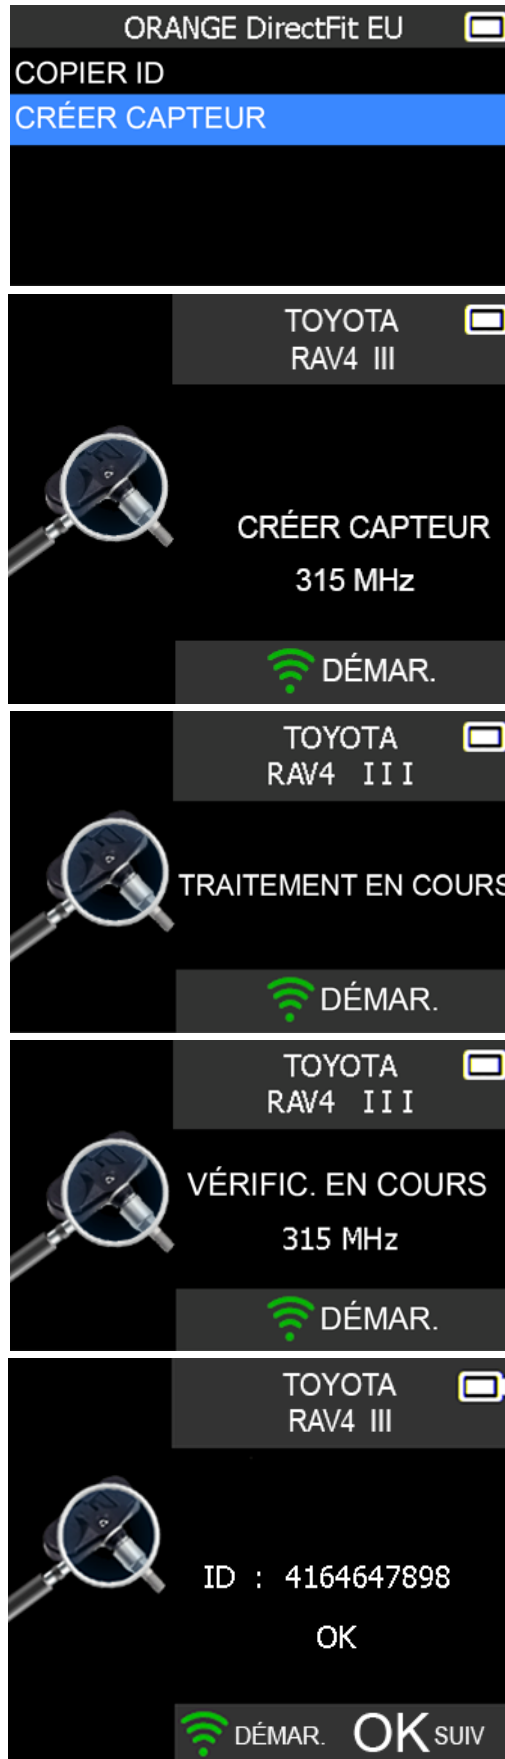 ORANGE DirectFit EU
COPIER ID
CRÉER CAPTEUR
TOYOTA
RAV4 III
CRÉER CAPTEUR
315 MHz
DÉMAR.
TOYOTA
RAV4 III
TRAITEMENT EN COURS
DÉMAR.
TOYOTA
RAV4 III
VÉRIFIC. EN COURS
315 MHz
DÉMAR.
TOYOTA
RAV4 III
ID : 4164647898
OK
DÉMAR. OK SUIV